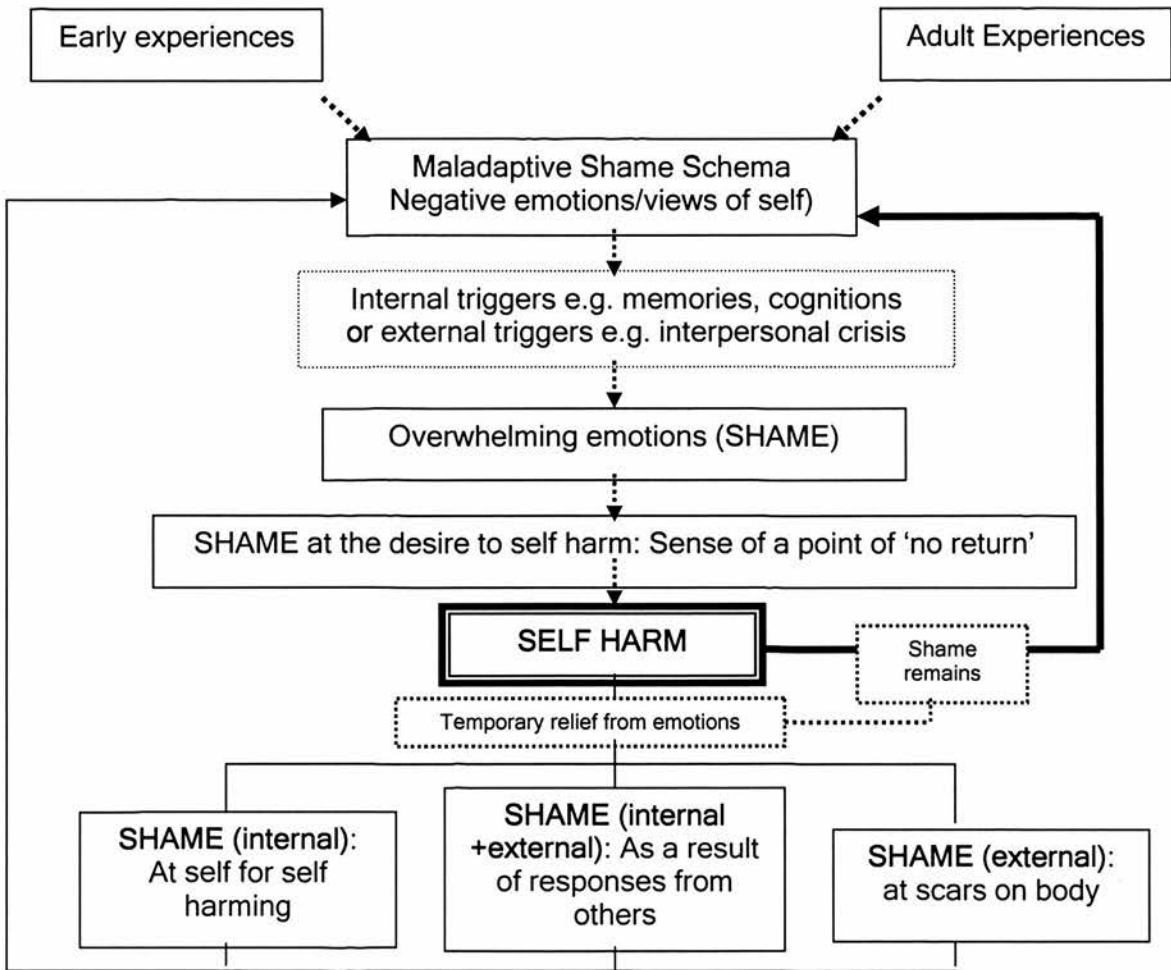 Early experiences
Adult Experiences
Maladaptive Shame Schema
Negative emotions/views of self)
Internal triggers e.g. memories, cognitions
or external triggers e.g. interpersonal crisis
Overwhelming emotions (SHAME)
SHAME at the desire to self harm: Sense of a point of ‘no return’
SELF HARM
Shame
remains
Temporary relief from emotions
SHAME (internal):
At self for self
harming
SHAME (internal
+external): As a result
of responses from
others
SHAME (external):
at scars on body